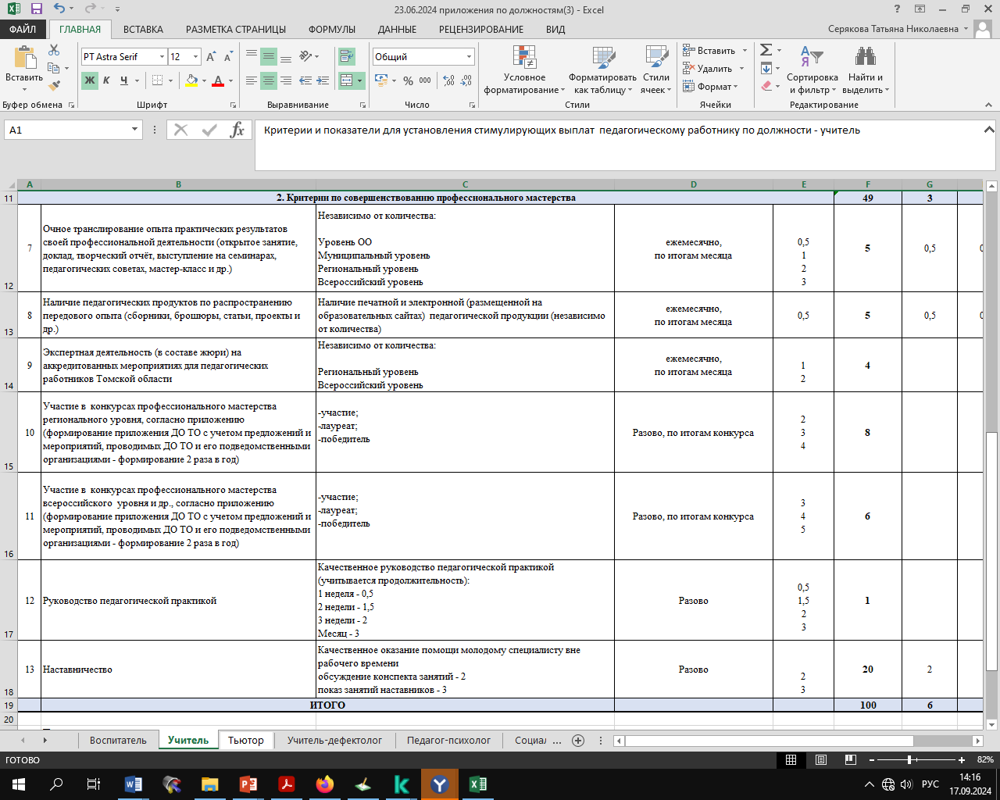 23.06.2024 приложения по должностям(3) - Excel
ФАЙЛ ГЛАВНАЯ ВСТАВКА РАЗМЕТКА СТРАНИЦЫ ФОРМУЛЫ ДАННЫЕ РЕЦЕНЗИРОВАНИЕ ВИД Серякова Татьяна Николаевна
PT Astra Serif 12 Общий
Вставить
Ж К Ч
% 000
Условное форматирование
Форматировать как таблицу
Стили ячеек
Вставить
Удалить
Формат
Сортировка и фильтр
Найти и выделить
Буфер обмена Шрифт Выравнивание Число Стили Ячейки Редактирование
A1 fx Критерии и показатели для установления стимулирующих выплат педагогическому работнику по должности - учитель
A B C D E F G
11 2. Критерии по совершенствованию профессионального мастерства 49 3
12
7
Очное транслирование опыта практических результатов
своей профессиональной деятельности (открытое занятие,
доклад, творческий отчёт, выступление на семинарах,
педагогических советах, мастер-класс и др.)
Независимо от количества:
Уровень ОО
Муниципальный уровень
Региональный уровень
Всероссийский уровень
ежемесячно,
по итогам месяца
0,5
1
2
3
5
0,5
13
8
Наличие педагогических продуктов по распространению
передового опыта (сборники, брошюры, статьи, проекты и
др.)
Наличие печатной и электронной (размещенной на
образовательных сайтах) педагогической продукции (независимо
от количества)
ежемесячно,
по итогам месяца
0,5
5
0,5
14
9
Экспертная деятельность (в составе жюри) на
аккредитованных мероприятиях для педагогических
работников Томской области
Независимо от количества:
Региональный уровень
Всероссийский уровень
ежемесячно,
по итогам месяца
1
2
4
15
10
Участие в конкурсах профессионального мастерства
регионального уровня, согласно приложению
(формирование приложения ДО ТО с учетом предложений и
мероприятий, проводимых ДО ТО и его подведомственными
организациями - формирование 2 раза в год)
-участие;
-лауреат;
-победитель
Разово, по итогам конкурса
2
3
4
8
16
11
Участие в конкурсах профессионального мастерства
всероссийского уровня и др., согласно приложению
(формирование приложения ДО ТО с учетом предложений и
мероприятий, проводимых ДО ТО и его подведомственными
организациями - формирование 2 раза в год)
-участие;
-лауреат;
-победитель
Разово, по итогам конкурса
3
4
5
6
17
12
Руководство педагогической практикой
Качественное руководство педагогической практикой
(учитывается продолжительность):
1 неделя - 0,5
2 недели - 1,5
3 недели - 2
Месяц - 3
Разово
0,5
1,5
2
3
1
18
13
Наставничество
Качественное оказание помощи молодому специалисту вне
рабочего времени
обсуждение конспекта занятий - 2
показ занятий наставников - 3
Разово
2
3
20
2
19 ИТОГО 100 6
20
Воспитатель Учитель Тьютор Учитель-дефектолог Педагог-психолог Социал ...
ГОТОВО 82%
РУС
14:16
17.09.2024